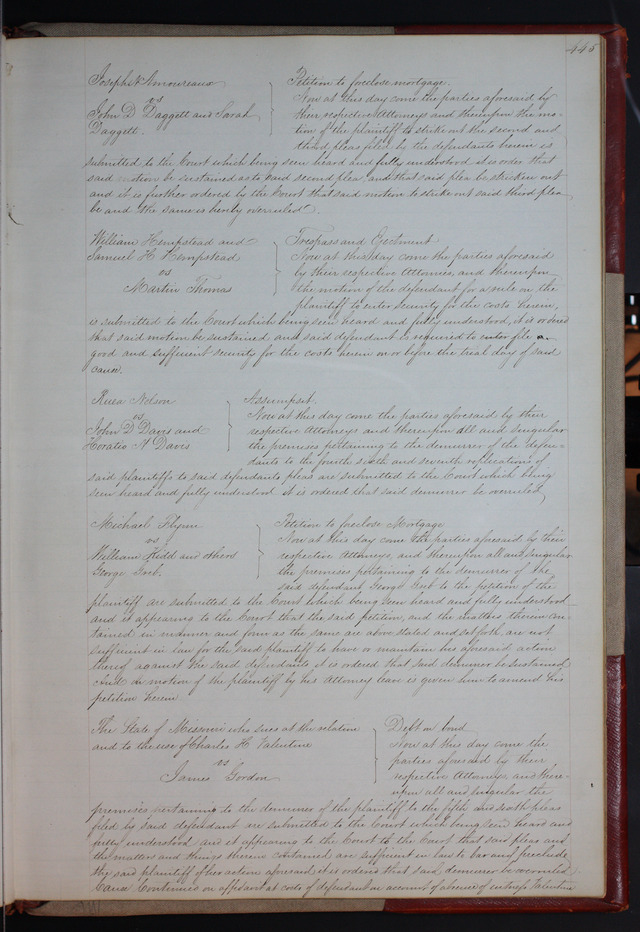 445
Joseph V Amoureaux
vs
John D Daggett and Sarah
Daggett.
Petition to foreclose mortgage.
Now at this day come the parties aforesaid by
their respective Attorneys and thereupon the mo-
tion of the plaintiff to strike out the second and
third pleas filed by the defendants herein is
submitted to the Court which being seen heard and fully understood it is order that
said motion be sustained as to said second plea, and that said plea be stricken out
and it is further ordered by the Court that said motion to strike out said third plea
be and the same is hereby overruled.
William Hempstead and
Samuel H Hempstead
vs
Martin Thomas
Trespass and Ejectment
Now at this day come the parties aforesaid
by their respective Attornies, and thereupon
the motion of the defendant for a rule on the
plaintiff to enter security for the costs herein,
is submitted to the Court which being seen heard and fully understood, it is ordered
that said motion be sustained and said defendant is required to enter file a
good and sufficient security for the costs herein on or before the trial day of said
cause.
Nelson
vs
John D Davis and
Horatio N Davis
Assumpsit.
Now at this day come the parties aforesaid by their
respective Attorneys and thereupon all and singular
the premises pertaining to the demurrer of the defen-
dants to the fourth sixth and seventh replications of
said plaintiffs to said defendants pleas are submitted to the Court which being
seen heard and fully understood it is ordered that said demurrer be overruled
Michael Flynn
vs
William Kidd and others
George
Petition to foreclose Mortgage
Now at this day come the parties aforesaid by their
respective Attorneys, and thereupon all and singular
the premises pertaining to the demurrer of the
said defendant George to the petition of the
plaintiff are submitted to the Court which being seen heard and fully understood
and it appearing to the Court that the said petition, and the matters therein con-
tained in manner and form as the same are above stated and set forth are not
sufficient in law for the said plaintiff to have or maintain his aforesaid action
thereof against the said defendants it is ordered that said demurrer be sustained
And on motion of the plaintiff by his Attorney leave is given him to amend his
petition herein
The State of Missouri who sues at the relation
and to the use of Charles H. Valentine
vs
James Gordon
Debt on bond
Now at this day come the
parties aforesaid by their
respective Attorneys, and there-
upon all and singular the
premises pertaining to the demurrer of the plaintiff to the fifth and sixth pleas
filed by said defendant are submitted to the Court which being seen heard and
fully understood and it appearing to the Court to the Court that said pleas and
the matters and things therein contained are sufficient in law to bar and preclude
the said plaintiff of her action aforesaid it is ordered that said demurrer be overruled.
Cause Continued on affidavit at costs of defendant on account of absence of witness Valentine